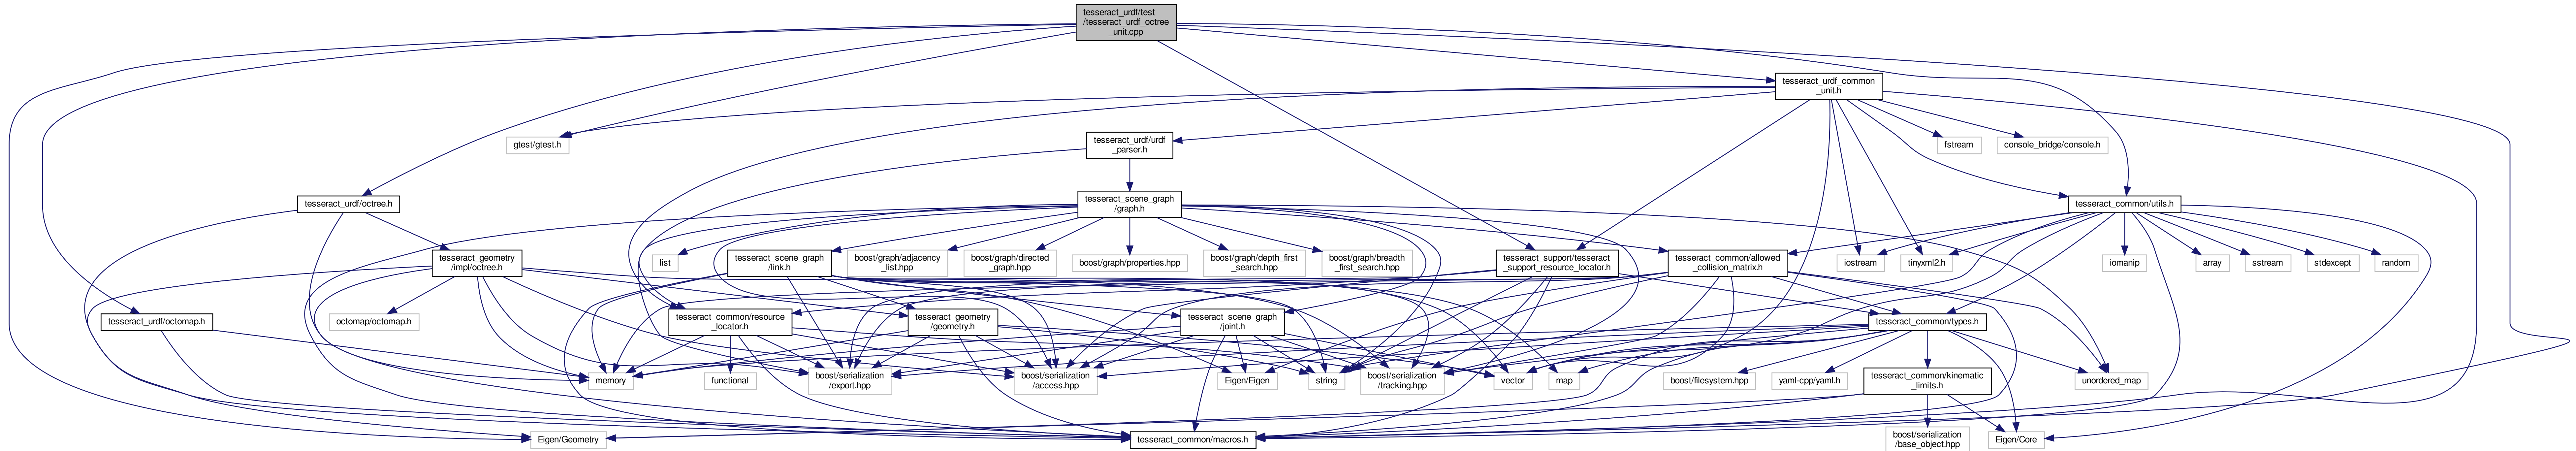 tesseract_urdf/test
/tesseract_urdf_octree
_unit.cpp
tesseract_urdf_common
_unit.h
gtest/gtest.h
tesseract_urdf/urdf
_parser.h
fstream
console_bridge/console.h
tesseract_urdf/octree.h
tesseract_scene_graph
/graph.h
tesseract_common/utils.h
tesseract_geometry
/impl/octree.h
list
tesseract_scene_graph
/link.h
boost/graph/adjacency
_list.hpp
boost/graph/directed
_graph.hpp
boost/graph/properties.hpp
boost/graph/depth_first
_search.hpp
boost/graph/breadth
_first_search.hpp
tesseract_support/tesseract
_support_resource_locator.h
tesseract_common/allowed
_collision_matrix.h
iostream
tinyxml2.h
iomanip
array
sstream
stdexcept
random
tesseract_urdf/octomap.h
octomap/octomap.h
tesseract_common/resource
_locator.h
tesseract_geometry
/geometry.h
tesseract_scene_graph
/joint.h
tesseract_common/types.h
memory
functional
boost/serialization
/export.hpp
boost/serialization
/access.hpp
Eigen/Eigen
string
boost/serialization
/tracking.hpp
vector
map
boost/filesystem.hpp
yaml-cpp/yaml.h
tesseract_common/kinematic
_limits.h
unordered_map
Eigen/Geometry
tesseract_common/macros.h
boost/serialization
/base_object.hpp
Eigen/Core